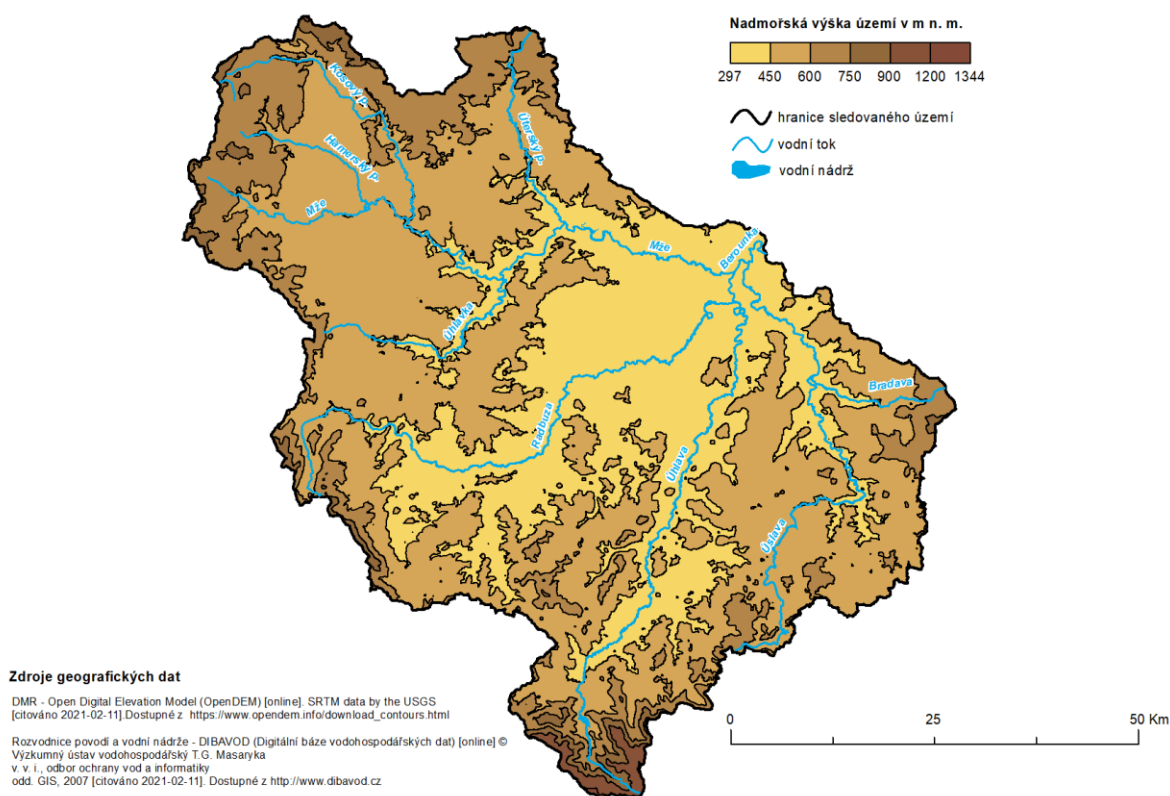 Nadmořská výška území v m n. m.
297 450 600 750 900 1200 1344
hranice sledovaného území
vodní tok
vodní nádrž
Kosový p.
Úterský p.
Hamerský p.
Mže
Mže
Berounka
Úhlavka
Bradava
Radbuza
Úhlava
Úslava
Zdroje geografických dat
DMR - Open Digital Elevation Model (OpenDEM) [online]. SRTM data by the USGS
[citováno 2021-02-11].Dostupné z https://www.opendem.info/download_contours.html
Rozvodnice povodí a vodní nádrže - DIBAVOD (Digitální báze vodohospodářských dat) [online] ©
Výzkumný ústav vodohospodářský T.G. Masaryka
v. v. i., odbor ochrany vod a informatiky
odd. GIS, 2007 [citováno 2021-02-11]. Dostupné z http://www.dibavod.cz
0 25 50 Km